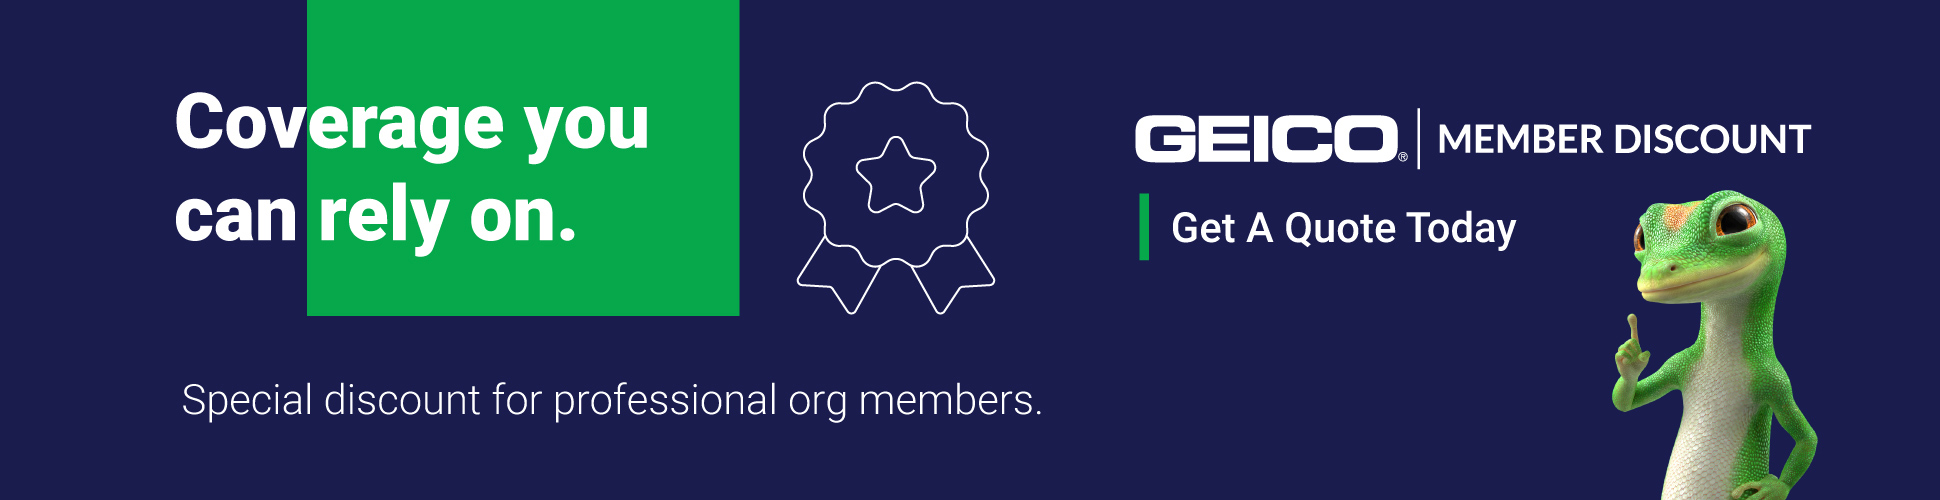 Coverage you
can rely on.
Special discount for professional org members.
GEICO® | MEMBER DISCOUNT
Get A Quote Today